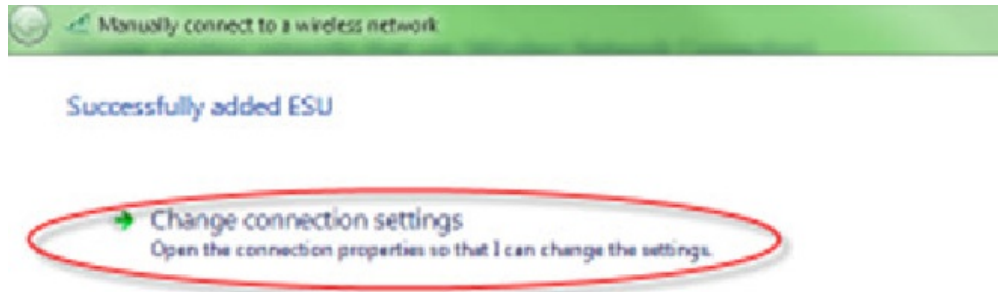 Manually connect to a wireless network
Successfully added ESU
Change connection settings
Open the connection properties so that I can change the settings.